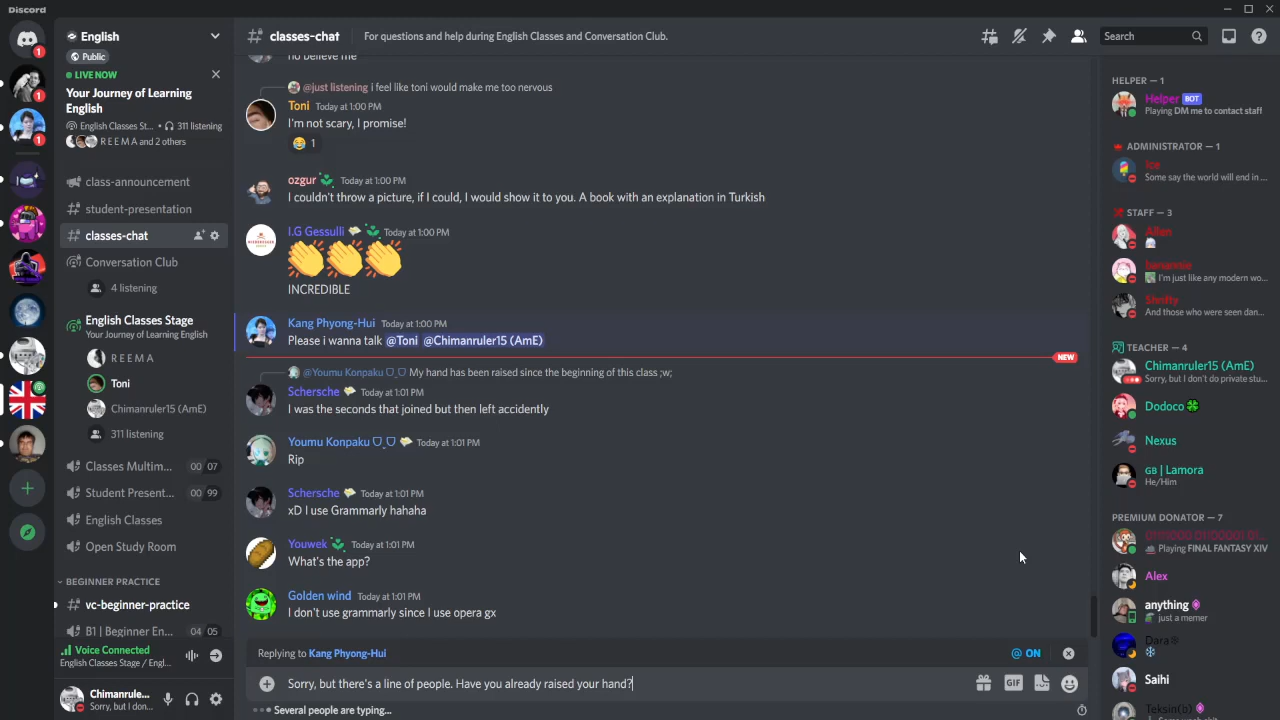 Discord
English
Public
LIVE NOW
Your Journey of Learning
English
English Classes St... • 311 listening
R E E M A and 2 others
class-announcement
student-presentation
classes-chat
Conversation Club
4 listening
English Classes Stage
Your Journey of Learning English
R E E M A
Toni
Chimanruler15 (AmE)
311 listening
Classes Multim... 00 07
Student Present... 00 99
English Classes
Open Study Room
BEGINNER PRACTICE
vc-beginner-practice
B1 | Beginner En... 04 05
Voice Connected
English Classes Stage / Engl...
Chimanrule...
Sorry, but I don...
1
1
1
classes-chat
For questions and help during English Classes and Conversation Club.
Search
@just listening i feel like toni would make me too nervous
Toni Today at 1:00 PM
I'm not scary, I promise!
😂 1
ozgur Today at 1:00 PM
I couldn't throw a picture, if I could, I would show it to you. A book with an explanation in Turkish
I.G Gessulli Today at 1:00 PM
👏👏👏
INCREDIBLE
Kang Phyong-Hui Today at 1:00 PM
Please i wanna talk @Toni @Chimanruler15 (AmE)
NEW
@Youmu Konpaku ᗜˬᗜ My hand has been raised since the beginning of this class ;w;
Schersche Today at 1:01 PM
I was the seconds that joined but then left accidently
Youmu Konpaku ᗜˬᗜ Today at 1:01 PM
Rip
Schersche Today at 1:01 PM
xD I use Grammarly hahaha
Youwek Today at 1:01 PM
What's the app?
Golden wind Today at 1:01 PM
I don't use grammarly since I use opera gx
Replying to Kang Phyong-Hui
@ ON
Sorry, but there's a line of people. Have you already raised your hand?
GIF
Several people are typing...
HELPER — 1
Helper BOT
Playing DM me to contact staff
ADMINISTRATOR — 1
Ice
Some say the world will end in ...
STAFF — 3
I'm just like any modern wo...
And those who were seen dan...
TEACHER — 4
Chimanruler15 (AmE)
Sorry, but I don't do private stu...
Dodoco🍀
Nexus
GB | Lamora
He/Him
PREMIUM DONATOR — 7
Playing FINAL FANTASY XIV
Alex
anything
just a memer
Dara❄
❄
Saihi
Teksin(b)